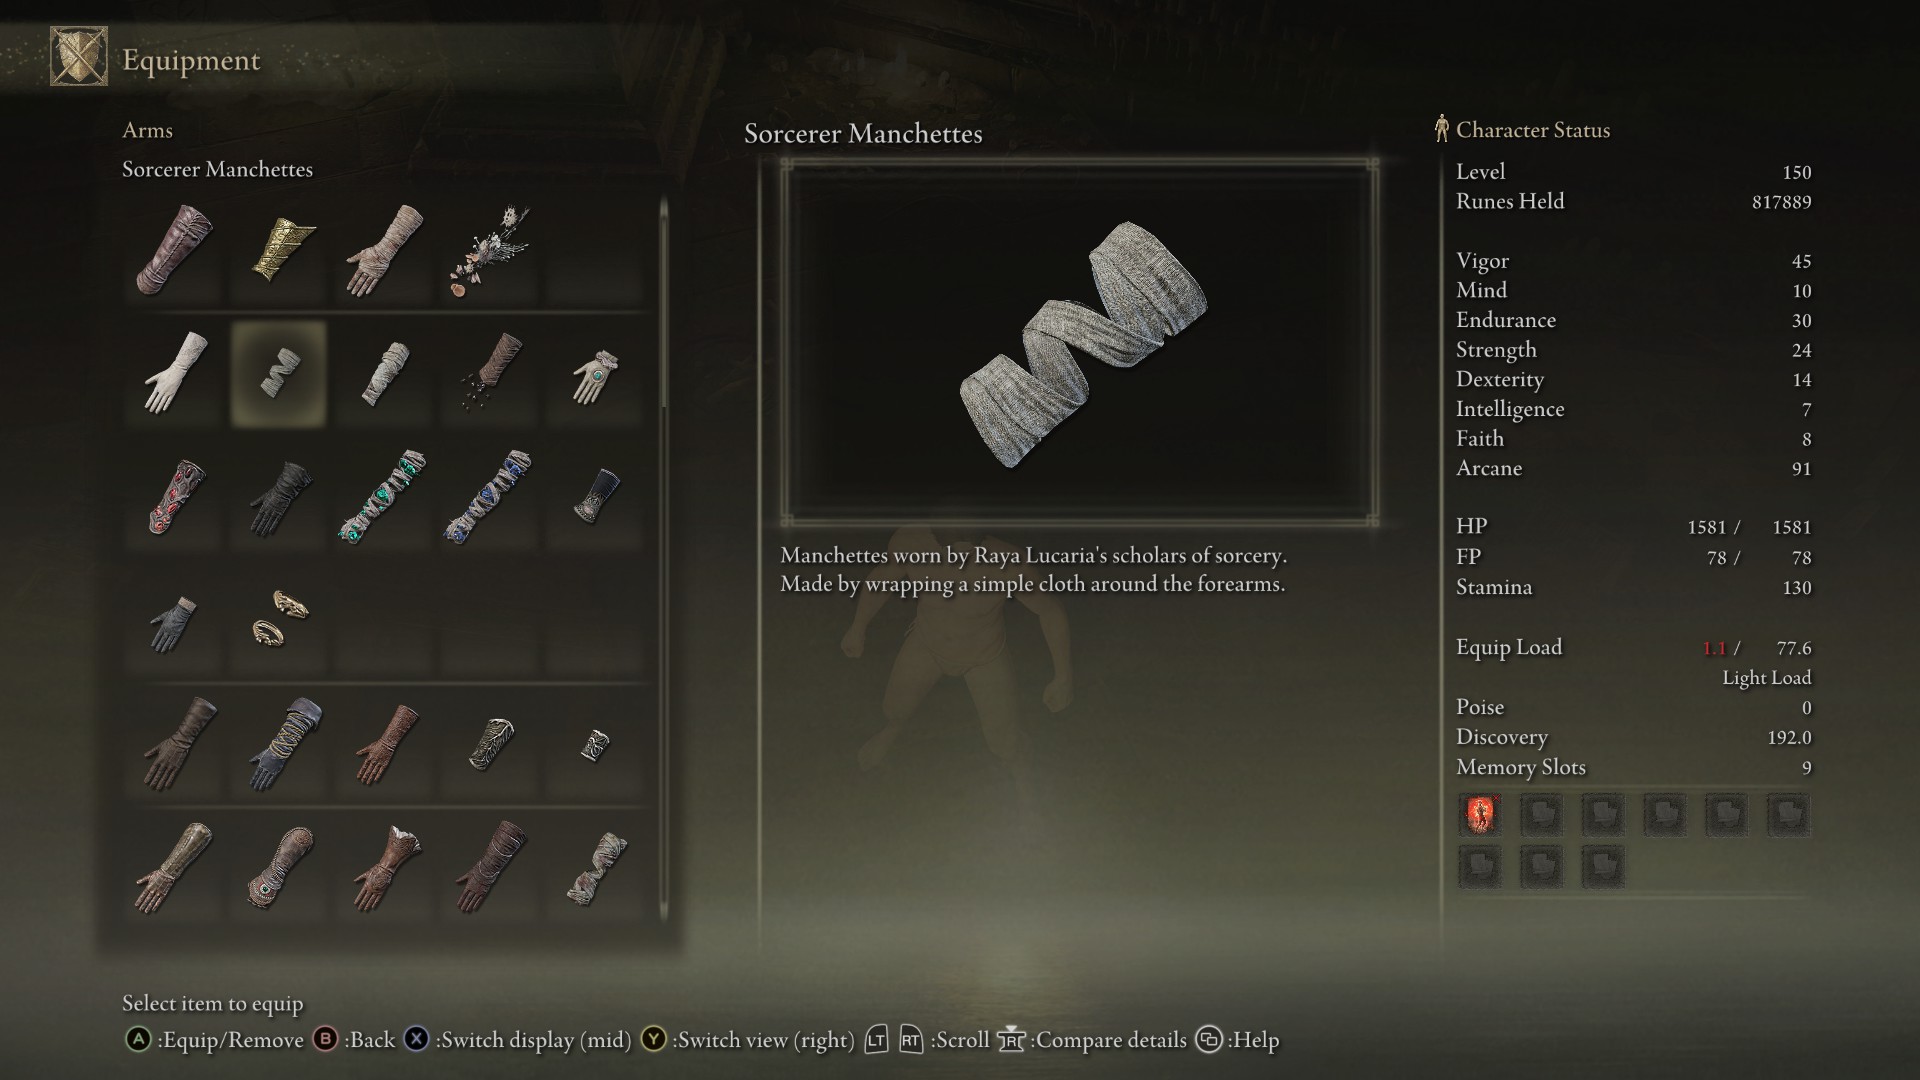 Equipment
Arms
Sorcerer Manchettes
Sorcerer Manchettes
Manchettes worn by Raya Lucaria's scholars of sorcery.
Made by wrapping a simple cloth around the forearms.
Character Status
Level 150
Runes Held 817889
Vigor 45
Mind 10
Endurance 30
Strength 24
Dexterity 14
Intelligence 7
Faith 8
Arcane 91
HP 1581 / 1581
FP 78 / 78
Stamina 130
Equip Load 1.1 / 77.6
Light Load
Poise 0
Discovery 192.0
Memory Slots 9
Select item to equip
A :Equip/Remove B :Back X :Switch display (mid) Y :Switch view (right) LT RT :Scroll R :Compare details :Help